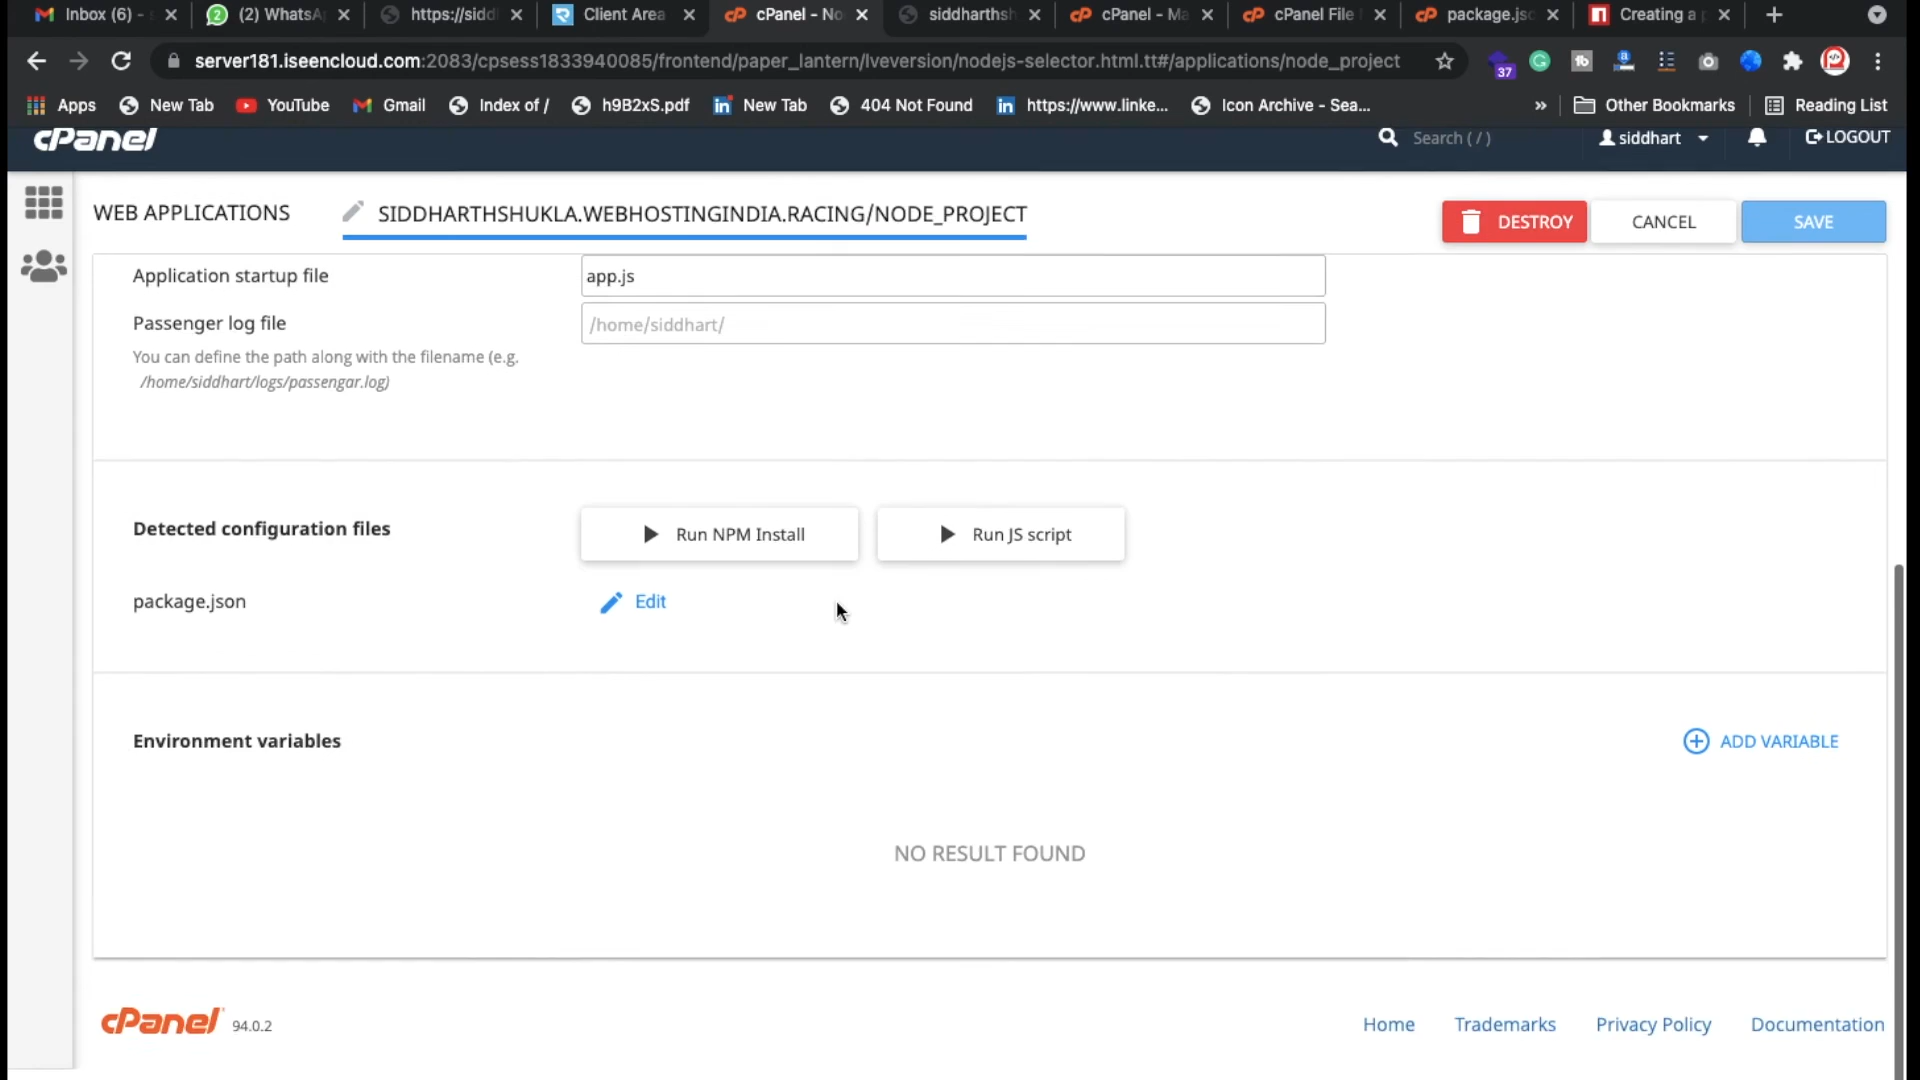 Inbox (6) -
(2) WhatsA
https://sidd
Client Area
cPanel - No
siddharthsh
cPanel - Ma
cPanel File
package.jso
Creating a p
server181.iseencloud.com:2083/cpsess1833940085/frontend/paper_lantern/lveversion/nodejs-selector.html.tt#/applications/node_project
37
Apps
New Tab
YouTube
Gmail
Index of /
h9B2xS.pdf
New Tab
404 Not Found
https://www.linke...
Icon Archive - Sea...
»
Other Bookmarks
Reading List
cPanel
Search ( / )
siddhart
LOGOUT
WEB APPLICATIONS
SIDDHARTHSHUKLA.WEBHOSTINGINDIA.RACING/NODE_PROJECT
DESTROY
CANCEL
SAVE
Application startup file
app.js
Passenger log file
/home/siddhart/
You can define the path along with the filename (e.g.
/home/siddhart/logs/passengar.log)
Detected configuration files
Run NPM Install
Run JS script
package.json
Edit
Environment variables
ADD VARIABLE
NO RESULT FOUND
cPanel 94.0.2
Home
Trademarks
Privacy Policy
Documentation